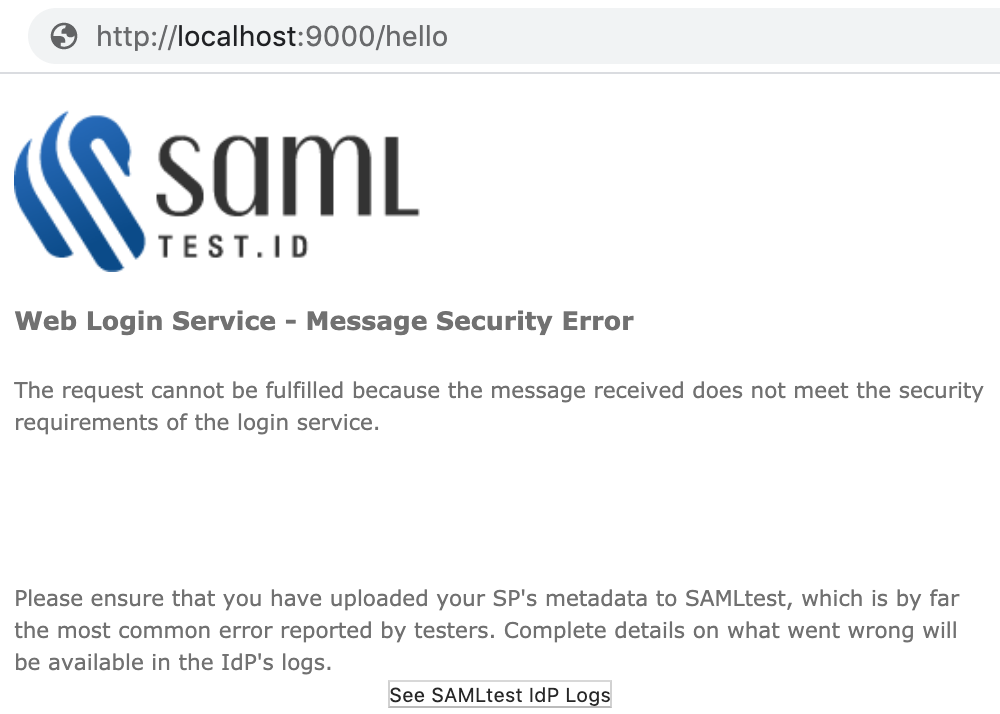 http://localhost:9000/hello
saml
TEST.ID
Web Login Service - Message Security Error
The request cannot be fulfilled because the message received does not meet the security
requirements of the login service.
Please ensure that you have uploaded your SP's metadata to SAMLtest, which is by far
the most common error reported by testers. Complete details on what went wrong will
be available in the IdP's logs.
See SAMLtest IdP Logs